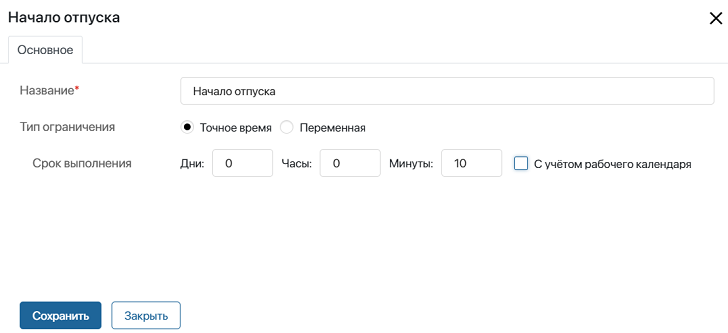 Начало отпуска
Основное
Название*
Начало отпуска
Тип ограничения
Точное время Переменная
Срок выполнения Дни: 0 Часы: 0 Минуты: 10 С учётом рабочего календаря
Сохранить Закрыть